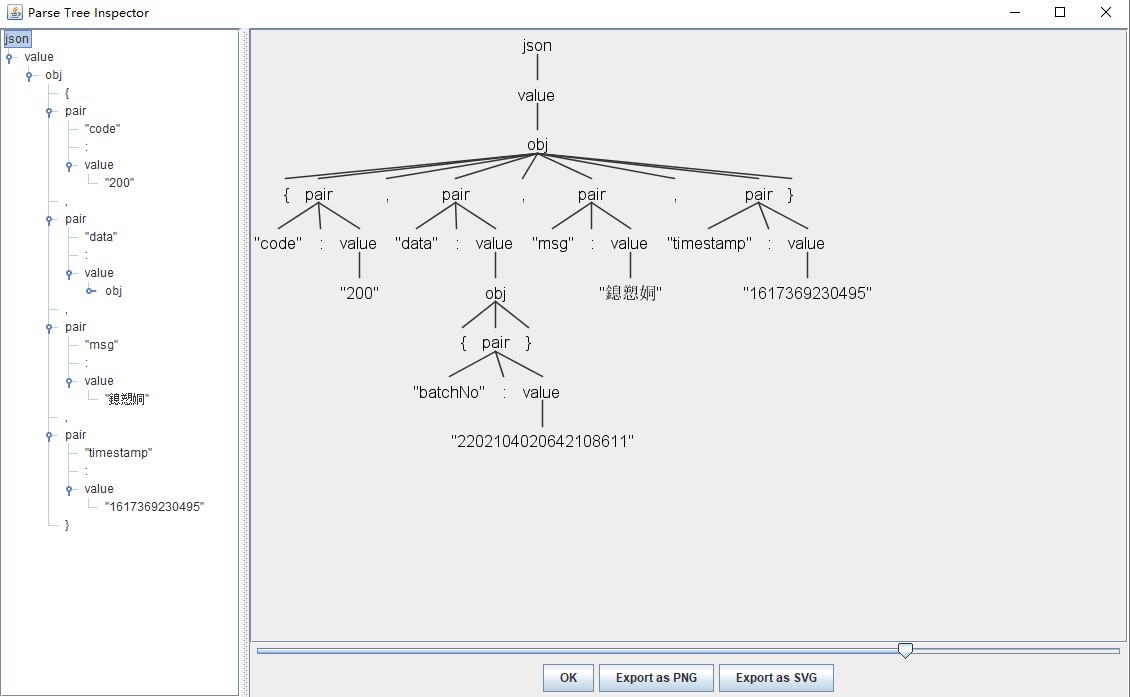 Parse Tree Inspector
json
value
obj
{
pair
"code"
:
value
"200"
,
pair
"data"
:
value
obj
,
pair
"msg"
:
value
"鎴愬姛"
,
pair
"timestamp"
:
value
"1617369230495"
}
json
value
obj
{ pair , pair , pair , pair }
"code" : value "data" : value "msg" : value "timestamp" : value
"200" obj "鎴愬姛" "1617369230495"
{ pair }
"batchNo" : value
"2202104020642108611"
OK Export as PNG Export as SVG